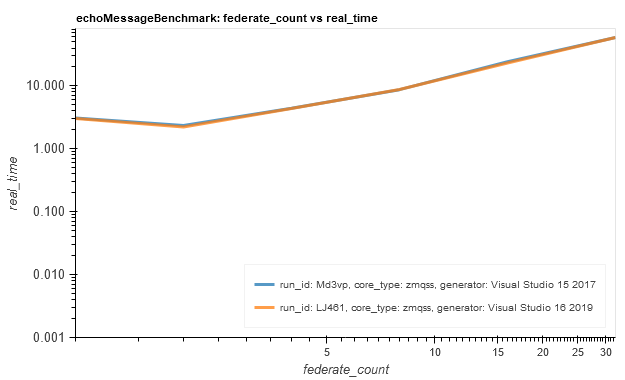 echoMessageBenchmark: federate_count vs real_time
10.000
1.000
0.100
0.010
0.001
real_time
run_id: Md3vp, core_type: zmqss, generator: Visual Studio 15 2017
run_id: LJ461, core_type: zmqss, generator: Visual Studio 16 2019
5 10 15 20 25 30
federate_count